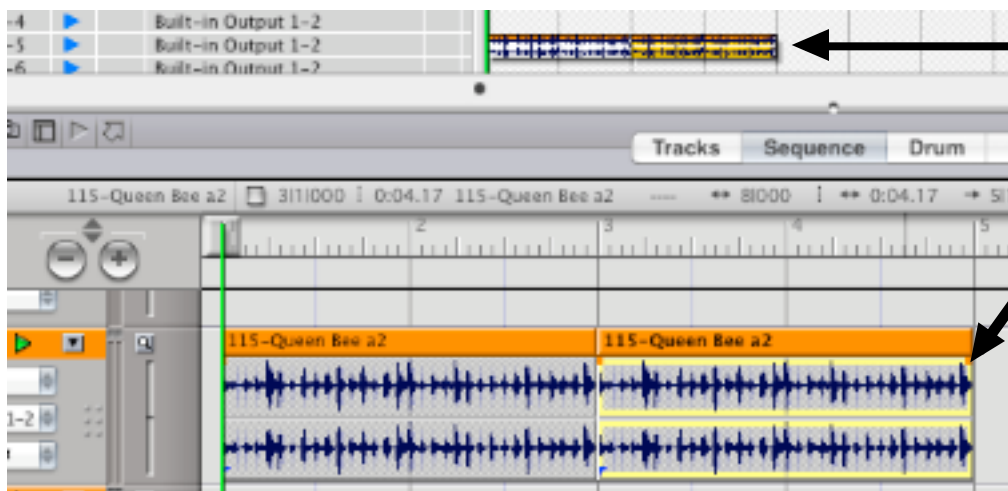 -4 Built-in Output 1-2
-5 Built-in Output 1-2
-6 Built-in Output 1-2
Tracks Sequence Drum
115-Queen Bee a2 3|1|000 0:04.17 115-Queen Bee a2 ---- 8|000 0:04.17
2 3 4 5
115-Queen Bee a2 115-Queen Bee a2
1-2